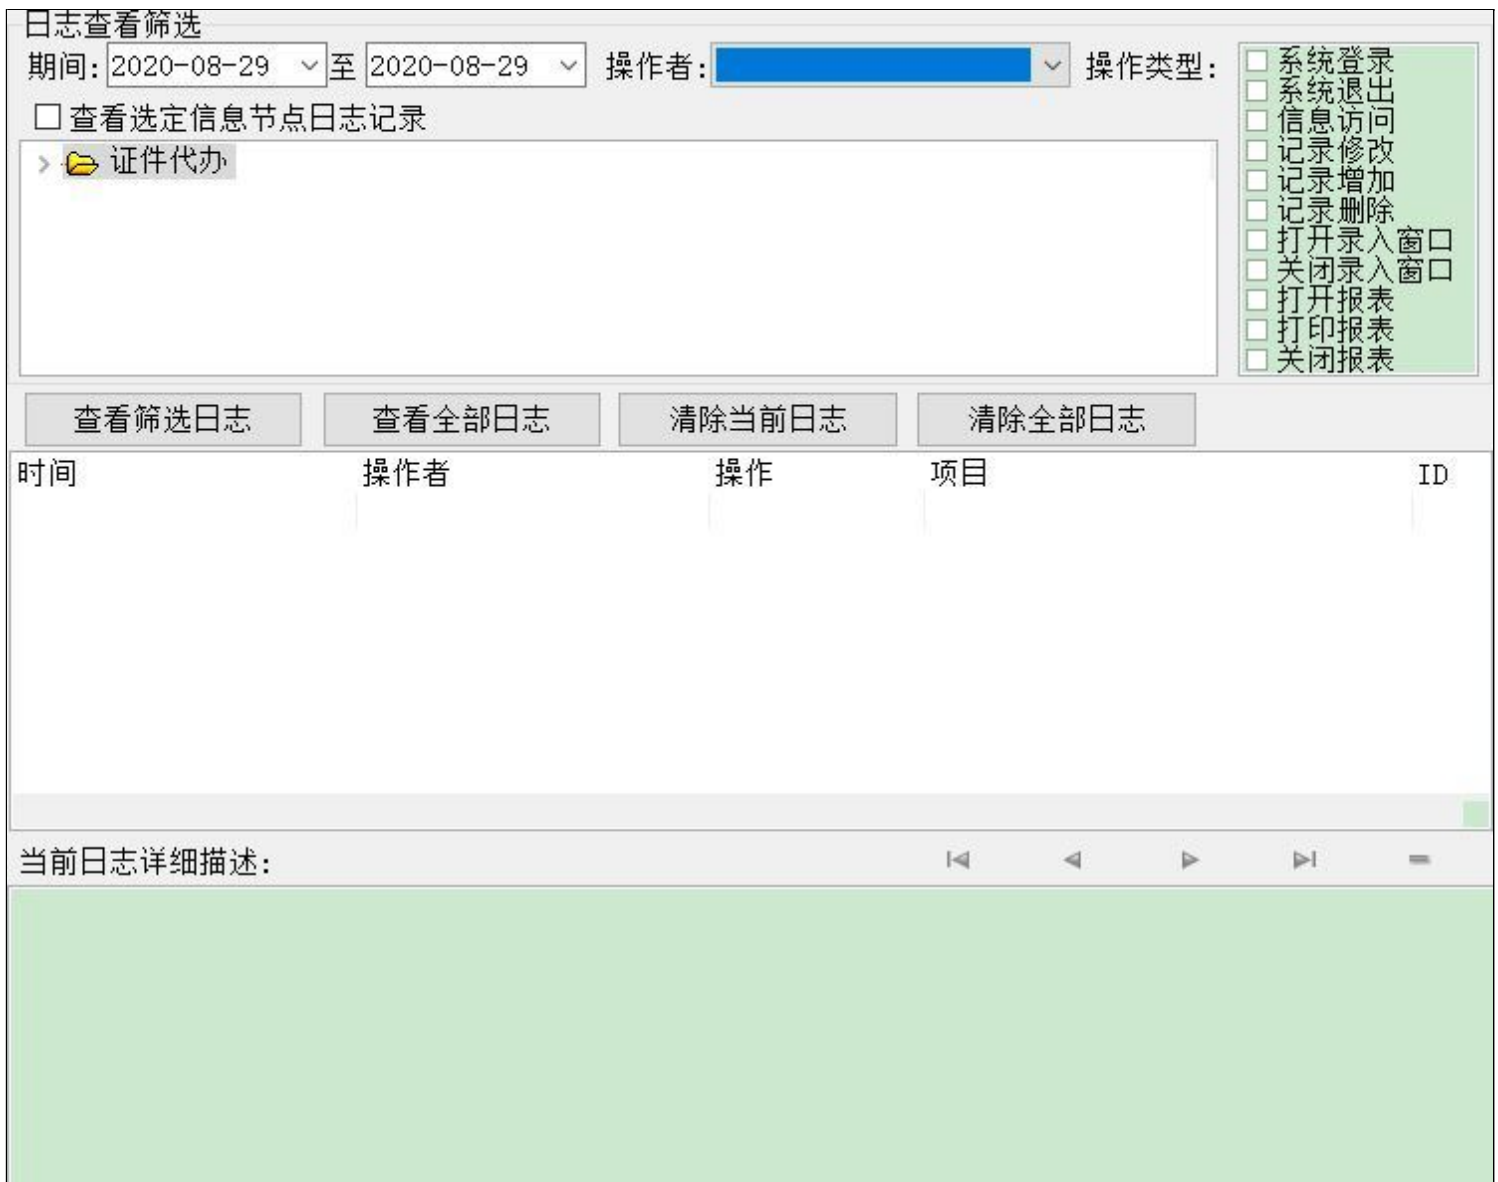 日志查看筛选
期间: 2020-08-29 至 2020-08-29 操作者: 操作类型:
系统登录
系统退出
信息访问
记录修改
记录增加
记录删除
打开录入窗口
关闭录入窗口
打开报表
打印报表
关闭报表
查看选定信息节点日志记录
证件代办
查看筛选日志 查看全部日志 清除当前日志 清除全部日志
时间 操作者 操作 项目 ID
当前日志详细描述: